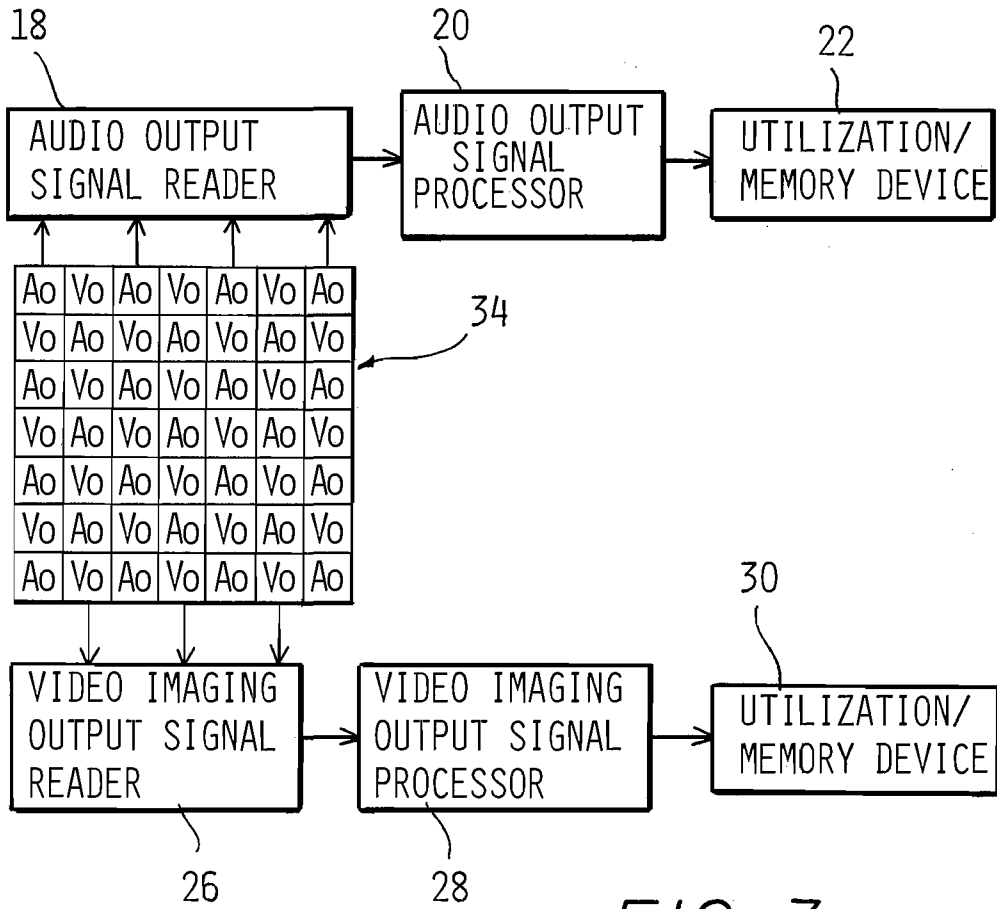 18
20
22
AUDIO OUTPUT
SIGNAL READER
AUDIO OUTPUT
SIGNAL
PROCESSOR
UTILIZATION/
MEMORY DEVICE
Ao Vo Ao Vo Ao Vo Ao
Vo Ao Vo Ao Vo Ao Vo
Ao Vo Ao Vo Ao Vo Ao
Vo Ao Vo Ao Vo Ao Vo
Ao Vo Ao Vo Ao Vo Ao
Vo Ao Vo Ao Vo Ao Vo
Ao Vo Ao Vo Ao Vo Ao
34
30
VIDEO IMAGING
OUTPUT SIGNAL
READER
VIDEO IMAGING
OUTPUT SIGNAL
PROCESSOR
UTILIZATION/
MEMORY DEVICE
26
28